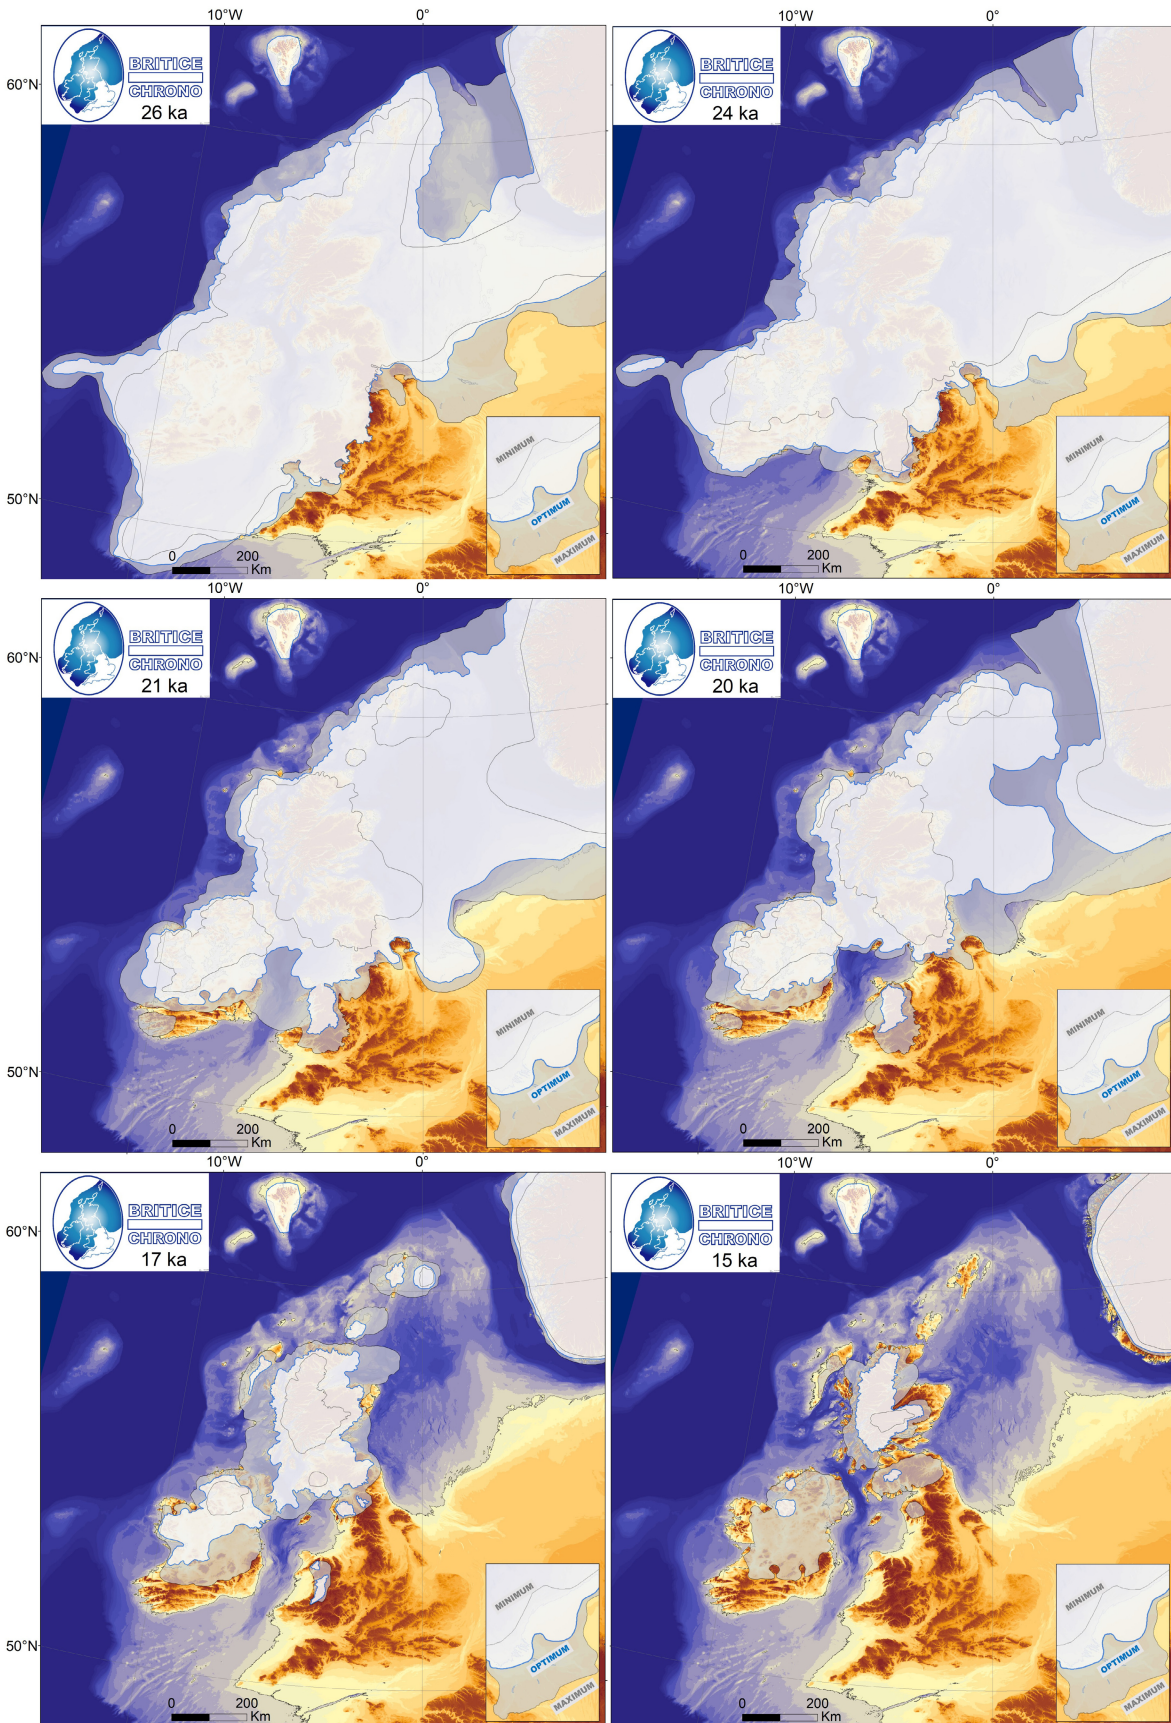 10°W 0° 10°W 0°
60°N
BRITICE
CHRONO
26 ka
BRITICE
CHRONO
24 ka
50°N
0 200
Km
MINIMUM
OPTIMUM
MAXIMUM
0 200
Km
MINIMUM
OPTIMUM
MAXIMUM
10°W 0° 10°W 0°
60°N
BRITICE
CHRONO
21 ka
BRITICE
CHRONO
20 ka
50°N
0 200
Km
MINIMUM
OPTIMUM
MAXIMUM
0 200
Km
MINIMUM
OPTIMUM
MAXIMUM
10°W 0° 10°W 0°
60°N
BRITICE
CHRONO
17 ka
BRITICE
CHRONO
15 ka
50°N
0 200
Km
MINIMUM
OPTIMUM
MAXIMUM
0 200
Km
MINIMUM
OPTIMUM
MAXIMUM